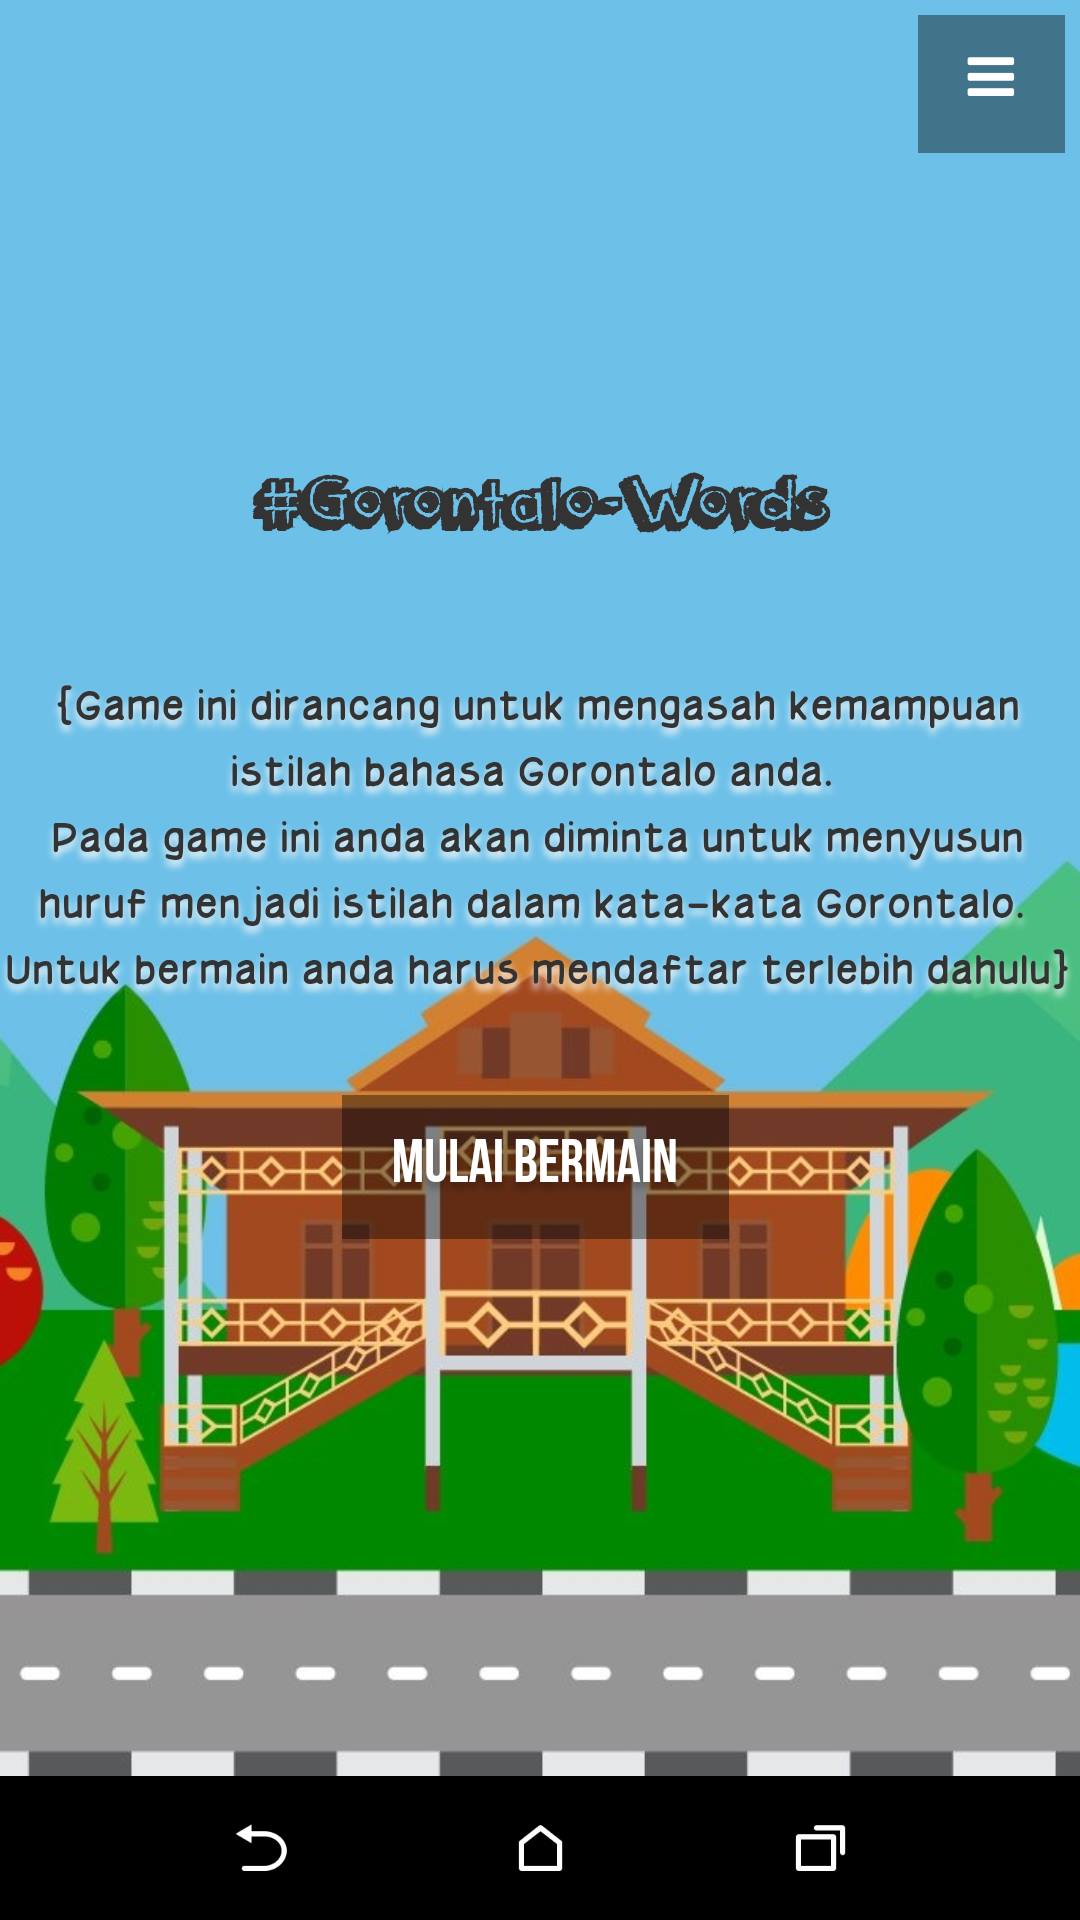 #Gorontalo-Words
{Game ini dirancang untuk mengasah kemampuan
istilah bahasa Gorontalo anda.
Pada game ini anda akan diminta untuk menyusun
huruf menjadi istilah dalam kata-kata Gorontalo.
Untuk bermain anda harus mendaftar terlebih dahulu}
MULAI BERMAIN